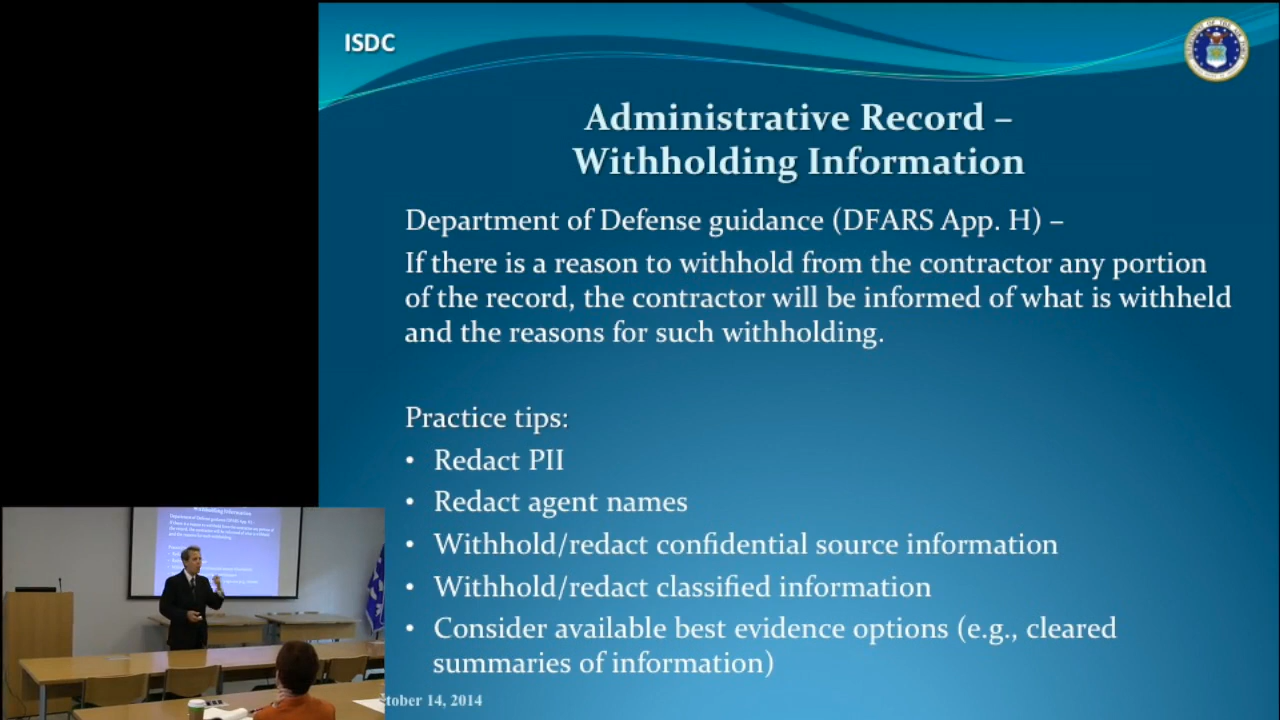 ISDC
Administrative Record –
Withholding Information
Department of Defense guidance (DFARS App. H) –
If there is a reason to withhold from the contractor any portion
of the record, the contractor will be informed of what is withheld
and the reasons for such withholding.
Practice tips:
• Redact PII
• Redact agent names
• Withhold/redact confidential source information
• Withhold/redact classified information
• Consider available best evidence options (e.g., cleared
summaries of information)
tober 14, 2014